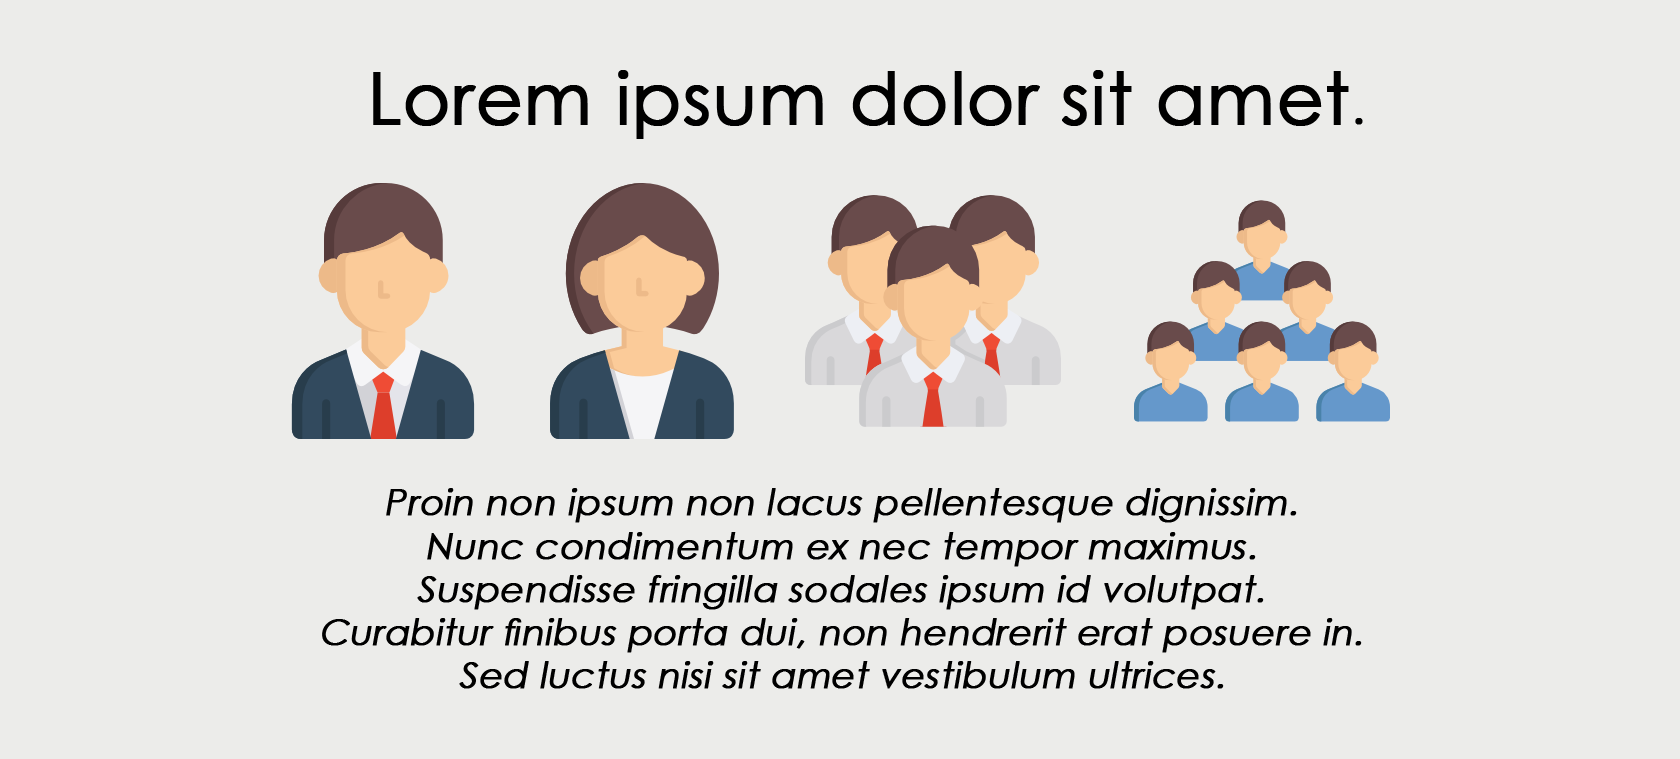 Lorem ipsum dolor sit amet.
Proin non ipsum non lacus pellentesque dignissim.
Nunc condimentum ex nec tempor maximus.
Suspendisse fringilla sodales ipsum id volutpat.
Curabitur finibus porta dui, non hendrerit erat posuere in.
Sed luctus nisi sit amet vestibulum ultrices.